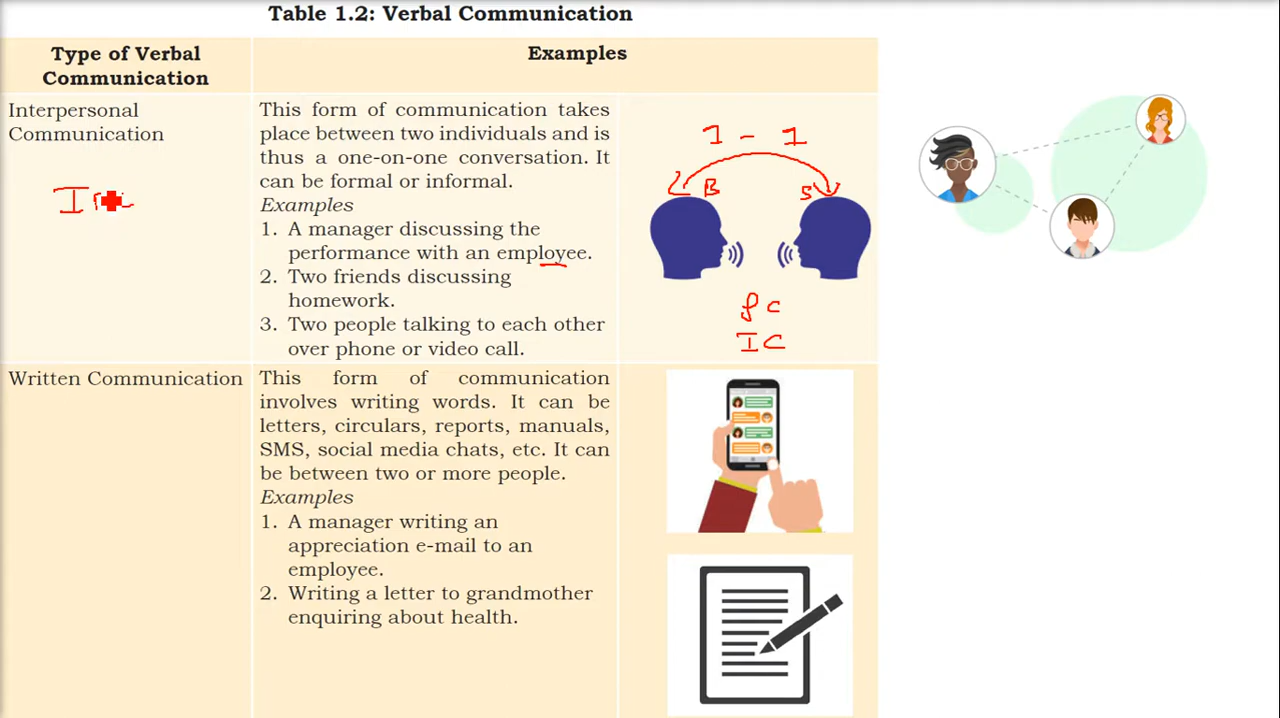 Table 1.2: Verbal Communication
Type of Verbal
Communication
Examples
Interpersonal
Communication
This form of communication takes
place between two individuals and is
thus a one-on-one conversation. It
can be formal or informal.
Examples
1. A manager discussing the
performance with an employee.
2. Two friends discussing
homework.
3. Two people talking to each other
over phone or video call.
1 - 1
B
S
IC
Written Communication
This form of communication
involves writing words. It can be
letters, circulars, reports, manuals,
SMS, social media chats, etc. It can
be between two or more people.
Examples
1. A manager writing an
appreciation e-mail to an
employee.
2. Writing a letter to grandmother
enquiring about health.